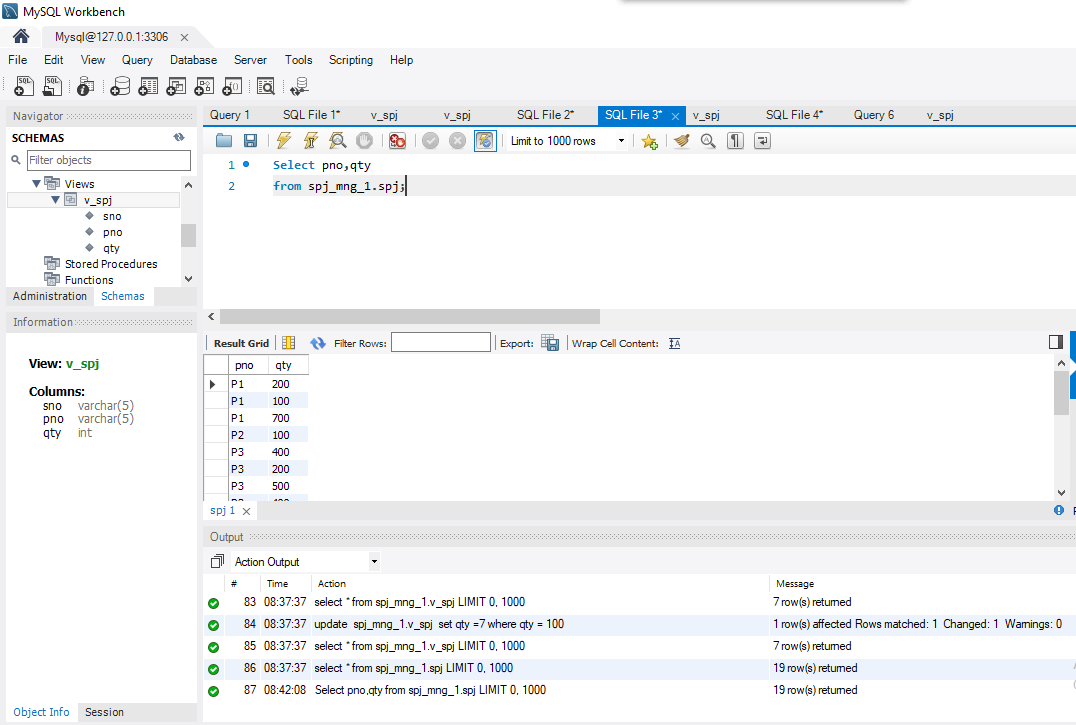 MySQL Workbench
Mysql@127.0.0.1:3306
File Edit View Query Database Server Tools Scripting Help
Navigator
SCHEMAS
Filter objects
Views
v_spj
sno
pno
qty
Stored Procedures
Functions
Administration Schemas
Information
View: v_spj
Columns:
sno varchar(5)
pno varchar(5)
qty int
Object Info Session
Query 1 SQL File 1* v_spj v_spj SQL File 2* SQL File 3* v_spj SQL File 4* Query 6 v_spj
Limit to 1000 rows
1 Select pno,qty
2 from spj_mng_1.spj;
Result Grid Filter Rows: Export: Wrap Cell Content:
pno qty
P1 200
P1 100
P1 700
P2 100
P3 400
P3 200
P3 500
spj 1
Output
Action Output
# Time Action Message
83 08:37:37 select * from spj_mng_1.v_spj LIMIT 0, 1000 7 row(s) returned
84 08:37:37 update spj_mng_1.v_spj set qty =7 where qty = 100 1 row(s) affected Rows matched: 1 Changed: 1 Warnings: 0
85 08:37:37 select * from spj_mng_1.v_spj LIMIT 0, 1000 7 row(s) returned
86 08:37:37 select * from spj_mng_1.spj LIMIT 0, 1000 19 row(s) returned
87 08:42:08 Select pno,qty from spj_mng_1.spj LIMIT 0, 1000 19 row(s) returned